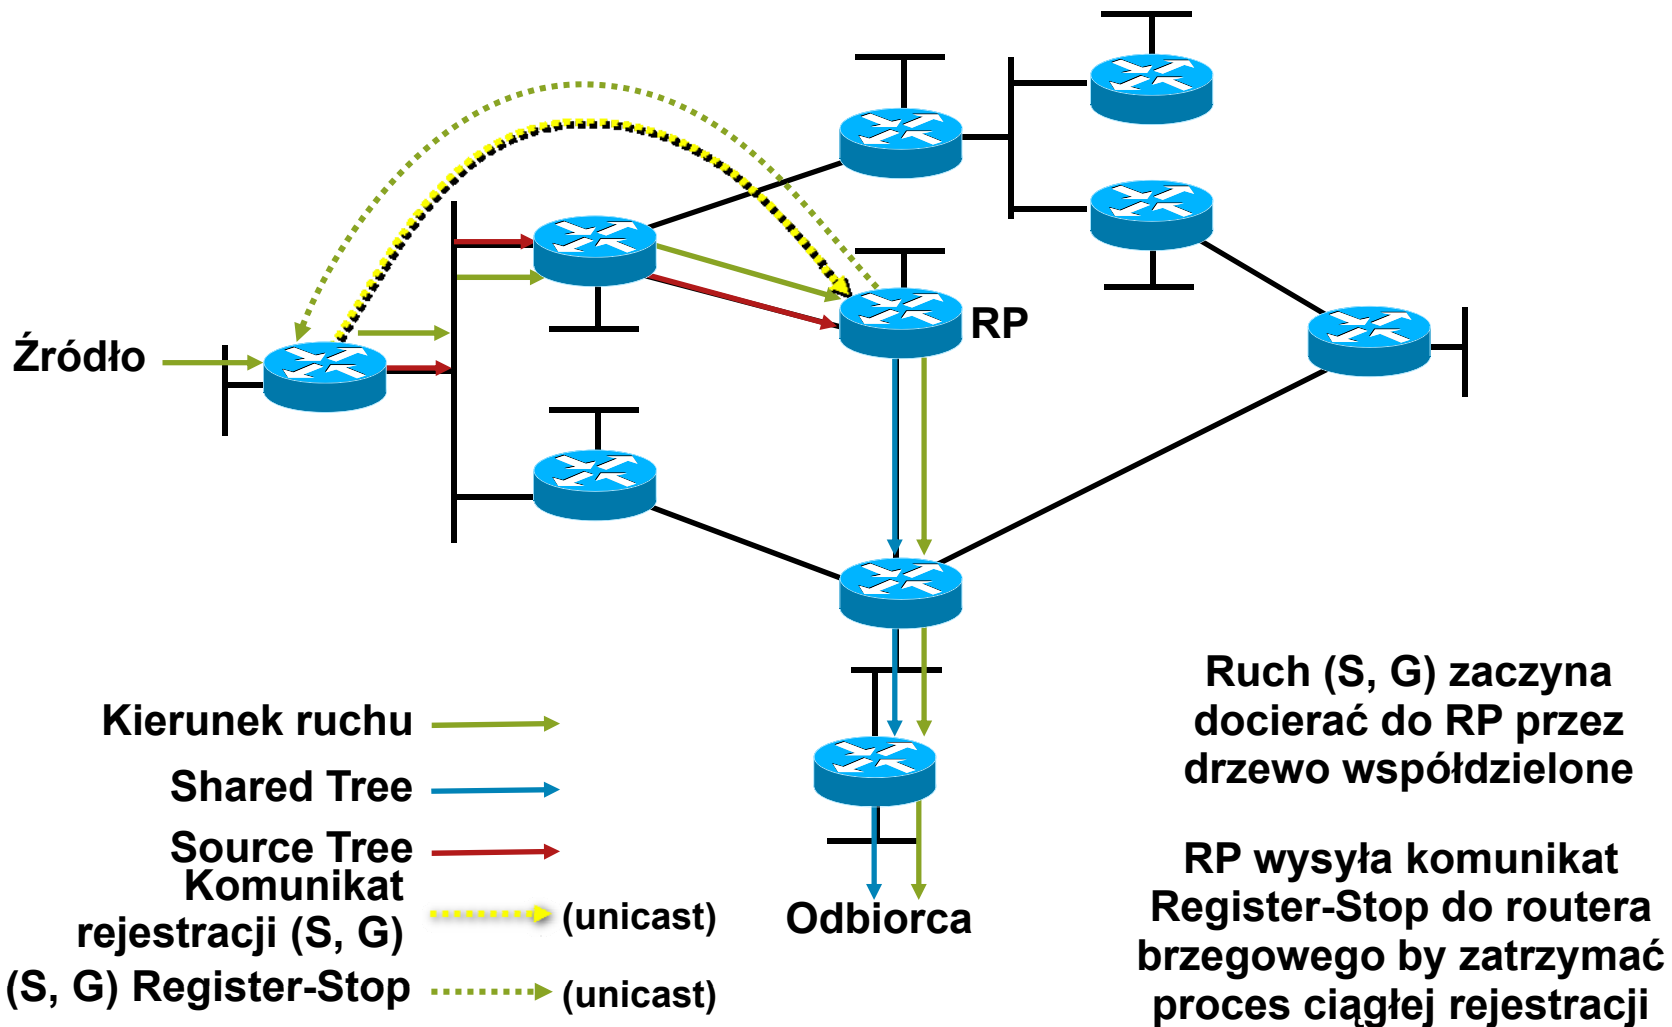 Źródło
RP
Kierunek ruchu
Shared Tree
Source Tree
Komunikat
rejestracji (S, G)
(unicast)
(S, G) Register-Stop
(unicast)
Odbiorca
Ruch (S, G) zaczyna
docierać do RP przez
drzewo współdzielone
RP wysyła komunikat
Register-Stop do routera
brzegowego by zatrzymać
proces ciągłej rejestracji